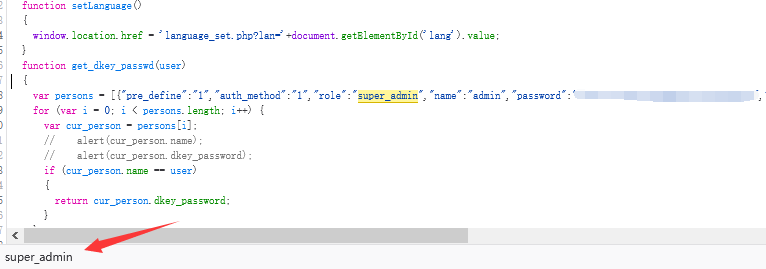 function setLanguage()
{
window.location.href = 'language_set.php?lan='+document.getElementById('lang').value;
}
function get_dkey_passwd(user)
{
var persons = [{"pre_define":"1","auth_method":"1","role":"super_admin","name":"admin","password":"
for (var i = 0; i < persons.length; i++) {
var cur_person = persons[i];
// alert(cur_person.name);
// alert(cur_person.dkey_password);
if (cur_person.name == user)
{
return cur_person.dkey_password;
}
super_admin